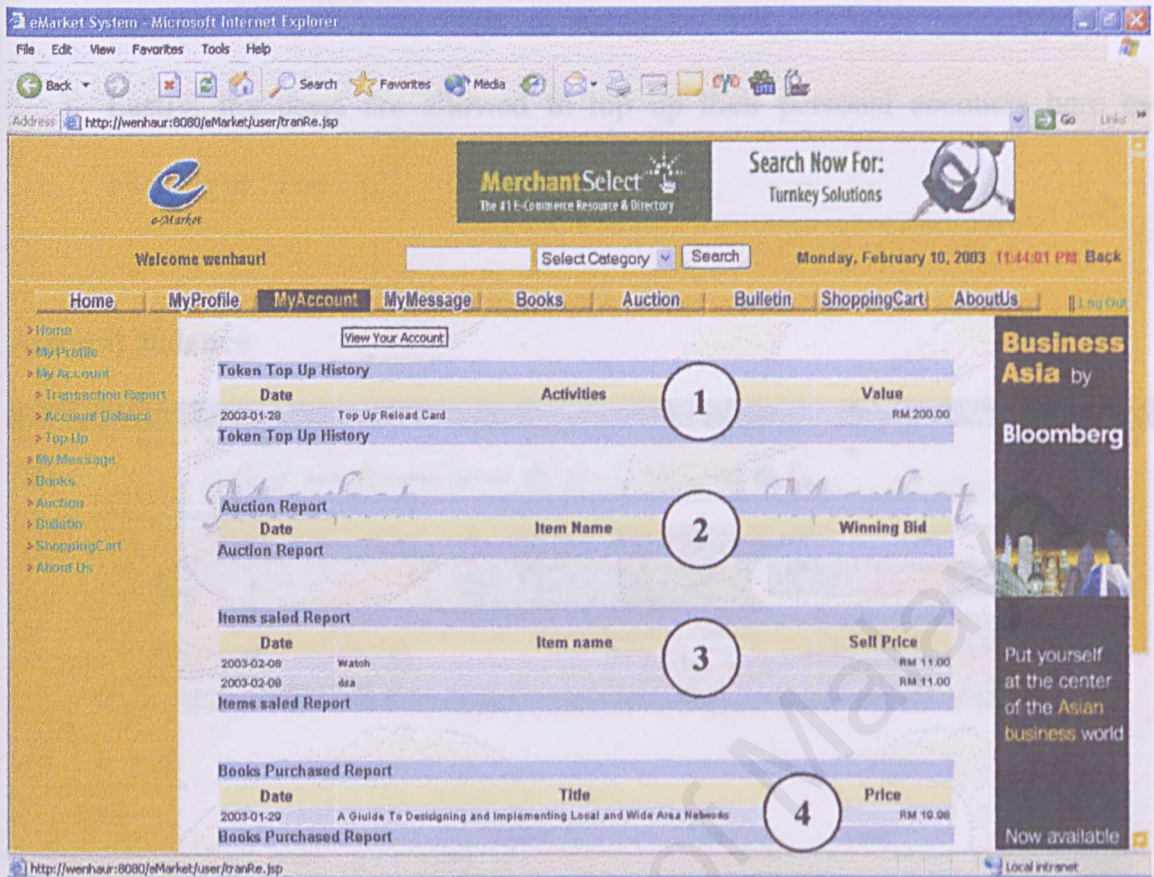 eMarket System - Microsoft Internet Explorer
File Edit View Favorites Tools Help
Back Search Favorites Media
Address http://wenhaur:8080/eMarket/user/tranRe.jsp Go Links »
e-Market
MerchantSelect
The #1 E-Commerce Resource & Directory
Search Now For:
Turnkey Solutions
Welcome wenhaur! Select Category Search Monday, February 10, 2003 11:44:01 PM Back
Home MyProfile MyAccount MyMessage Books Auction Bulletin ShoppingCart AboutUs || Log Out
> Home
> My Profile
> My Account
> Transaction Report
> Account Balance
> Top Up
> My Message
> Books
> Auction
> Bulletin
> ShoppingCart
> About Us
View Your Account
Token Top Up History
Date Activities Value
2003-01-28 Top Up Reload Card RM 200.00
Token Top Up History
1
Auction Report
Date Item Name Winning Bid
Auction Report
2
Items saled Report
Date Item name Sell Price
2003-02-08 Watch RM 11.00
2003-02-08 dsa RM 11.00
Items saled Report
3
Books Purchased Report
Date Title Price
2003-01-29 A Giulde To Desisigning and Implementing Local and Wide Area Networks
Books Purchased Report
4
Business
Asia by
Bloomberg
Put yourself
at the center
of the Asian
business world
Now available
http://wenhaur:8080/eMarket/user/tranRe.jsp Local intranet
of Malaya